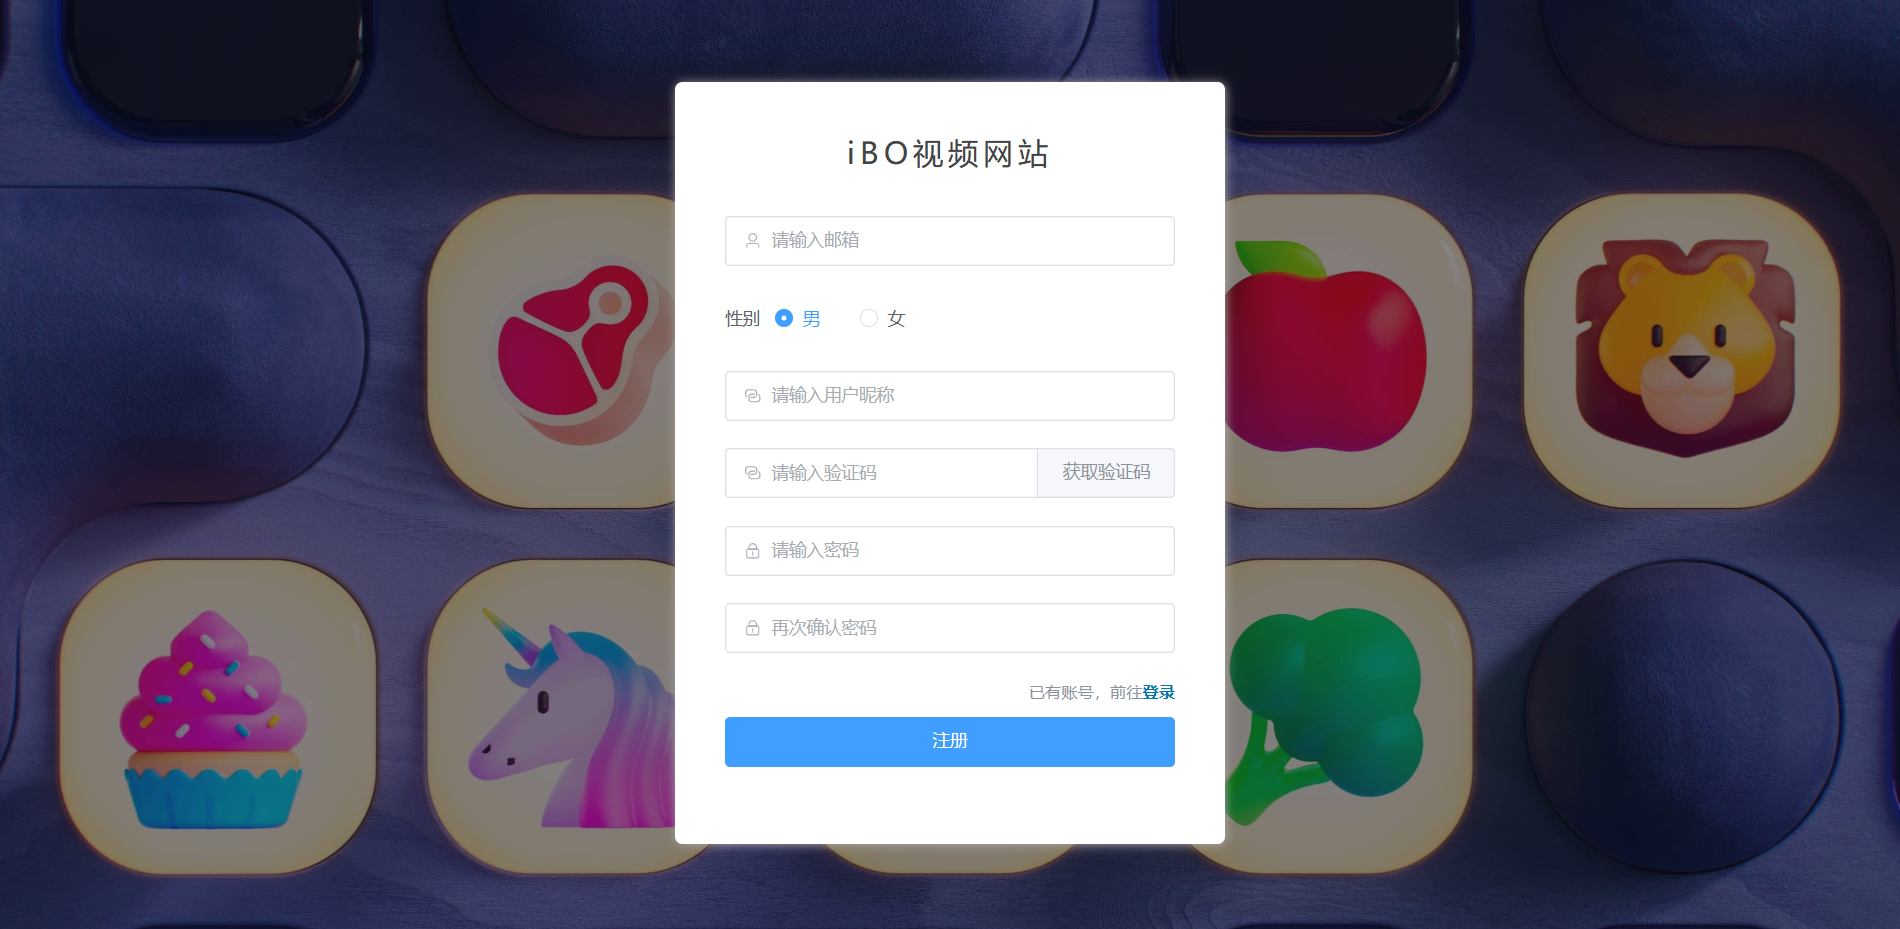 iBO视频网站
请输入邮箱
性别 男 女
请输入用户昵称
请输入验证码 获取验证码
请输入密码
再次确认密码
已有账号，前往登录
注册